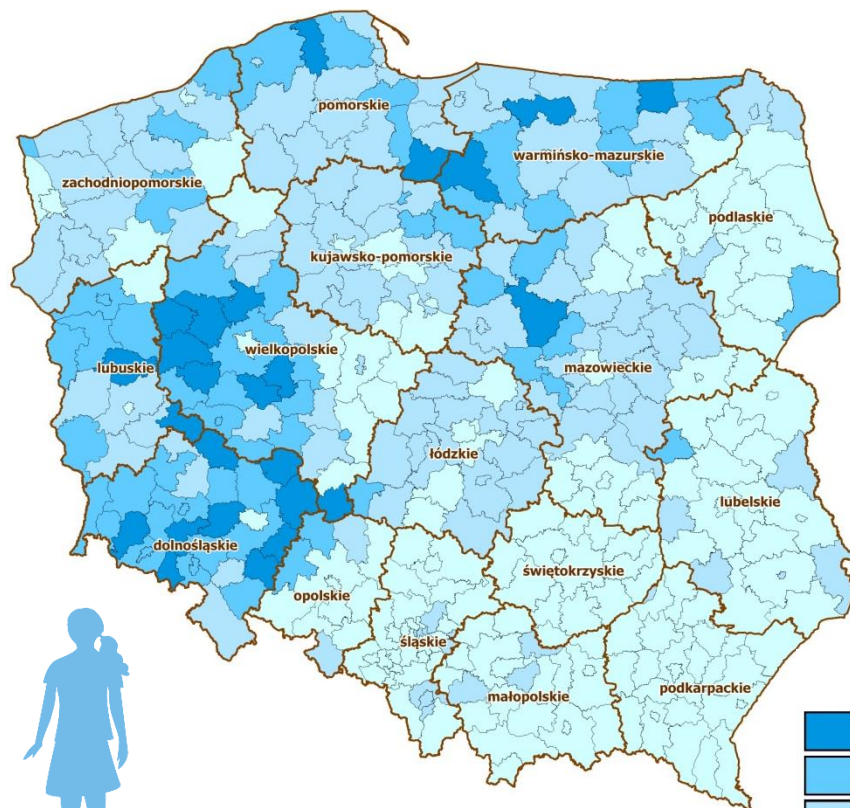 pomorskie
warmińsko-mazurskie
zachodniopomorskie
podlaskie
kujawsko-pomorskie
wielkopolskie
lubuskie
mazowieckie
łódzkie
lubelskie
dolnośląskie
świętokrzyskie
opolskie
śląskie
małopolskie
podkarpackie